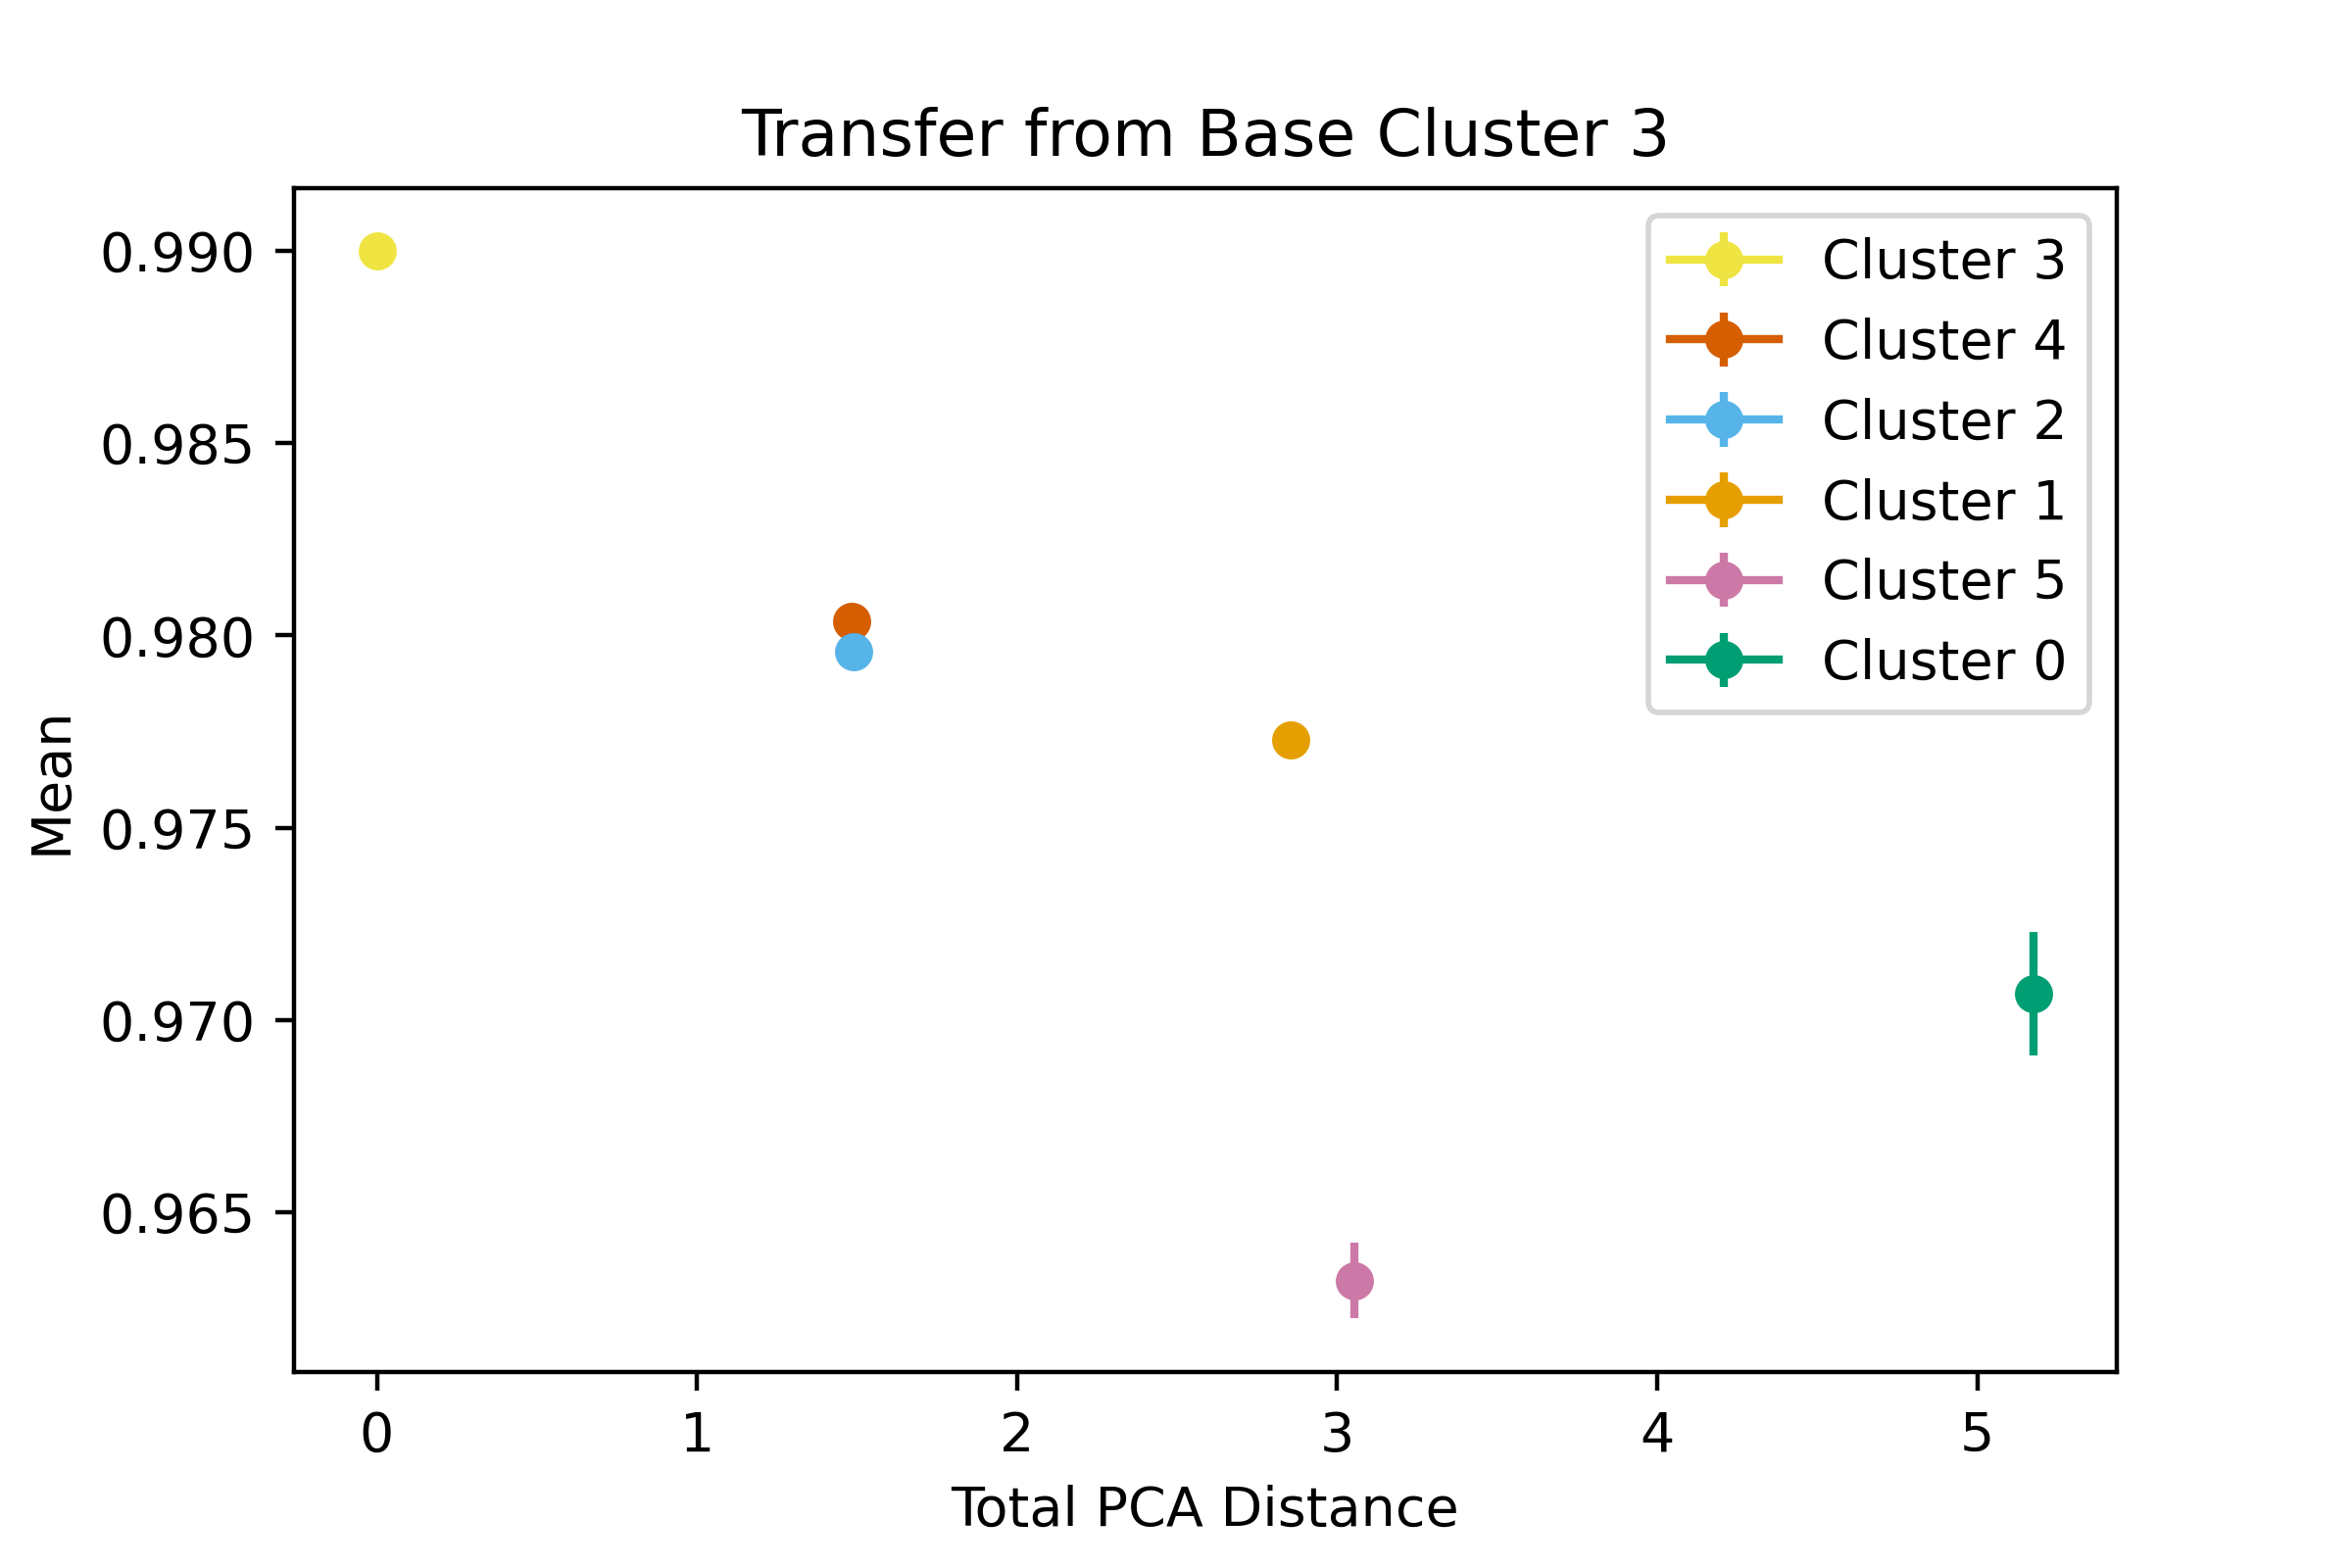 Transfer from Base Cluster 3
0.990
0.985
0.980
0.975
0.970
0.965
Mean
Cluster 3
Cluster 4
Cluster 2
Cluster 1
Cluster 5
Cluster 0
0 1 2 3 4 5
Total PCA Distance